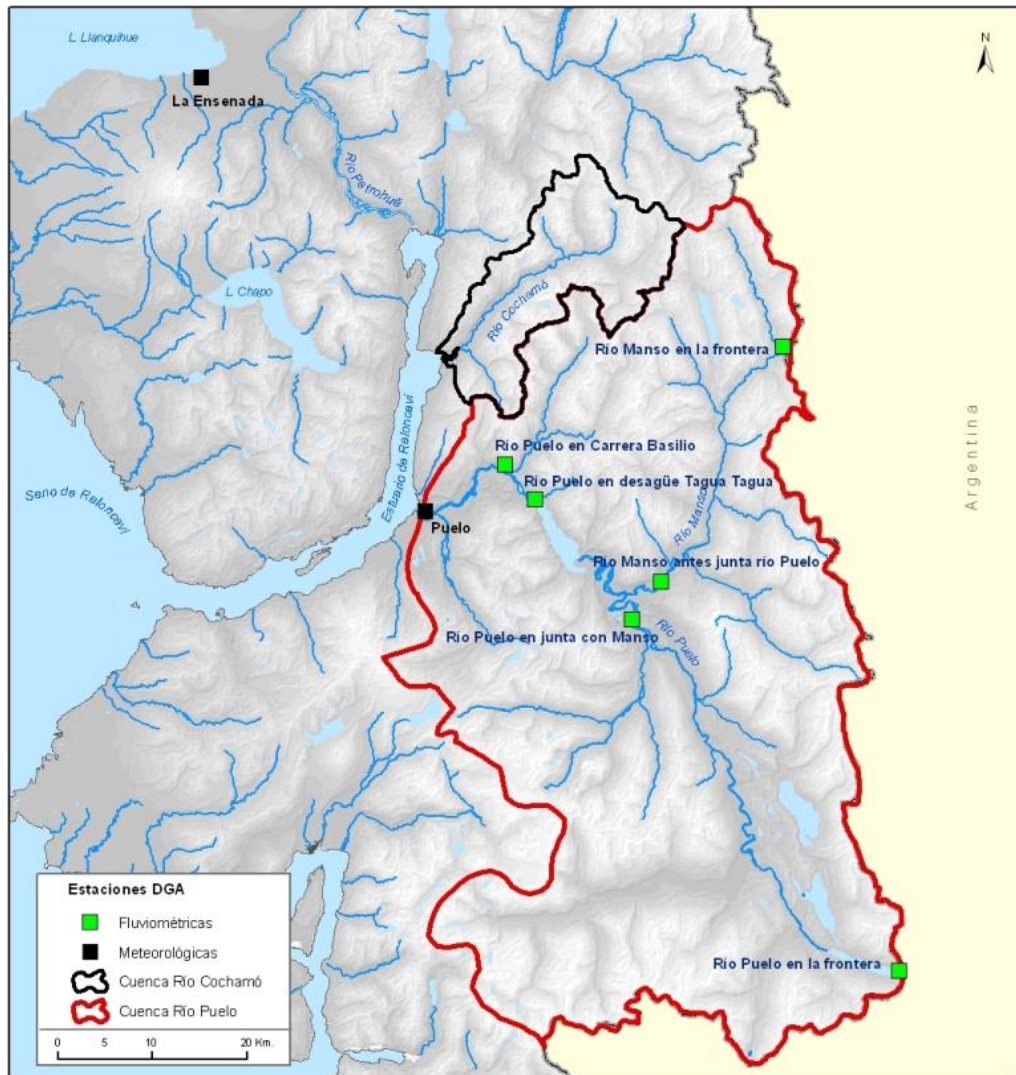 L. Llanquihue
N
La Ensenada
Río Petrohué
L. Chapo
Río Cochamó
Río Manso en la frontera
Estuario de Reloncaví
Río Puelo en Carrera Basilio
Argentina
Río Puelo en desagüe Tagua Tagua
Seno de Reloncaví
Río Manso
Puelo
Río Manso antes junta río Puelo
Río Puelo en junta con Manso
Río Puelo
Estaciones DGA
Fluviométricas
Meteorológicas
Cuenca Río Cochamó
Cuenca Río Puelo
Río Puelo en la frontera
0 5 10 20 Km.